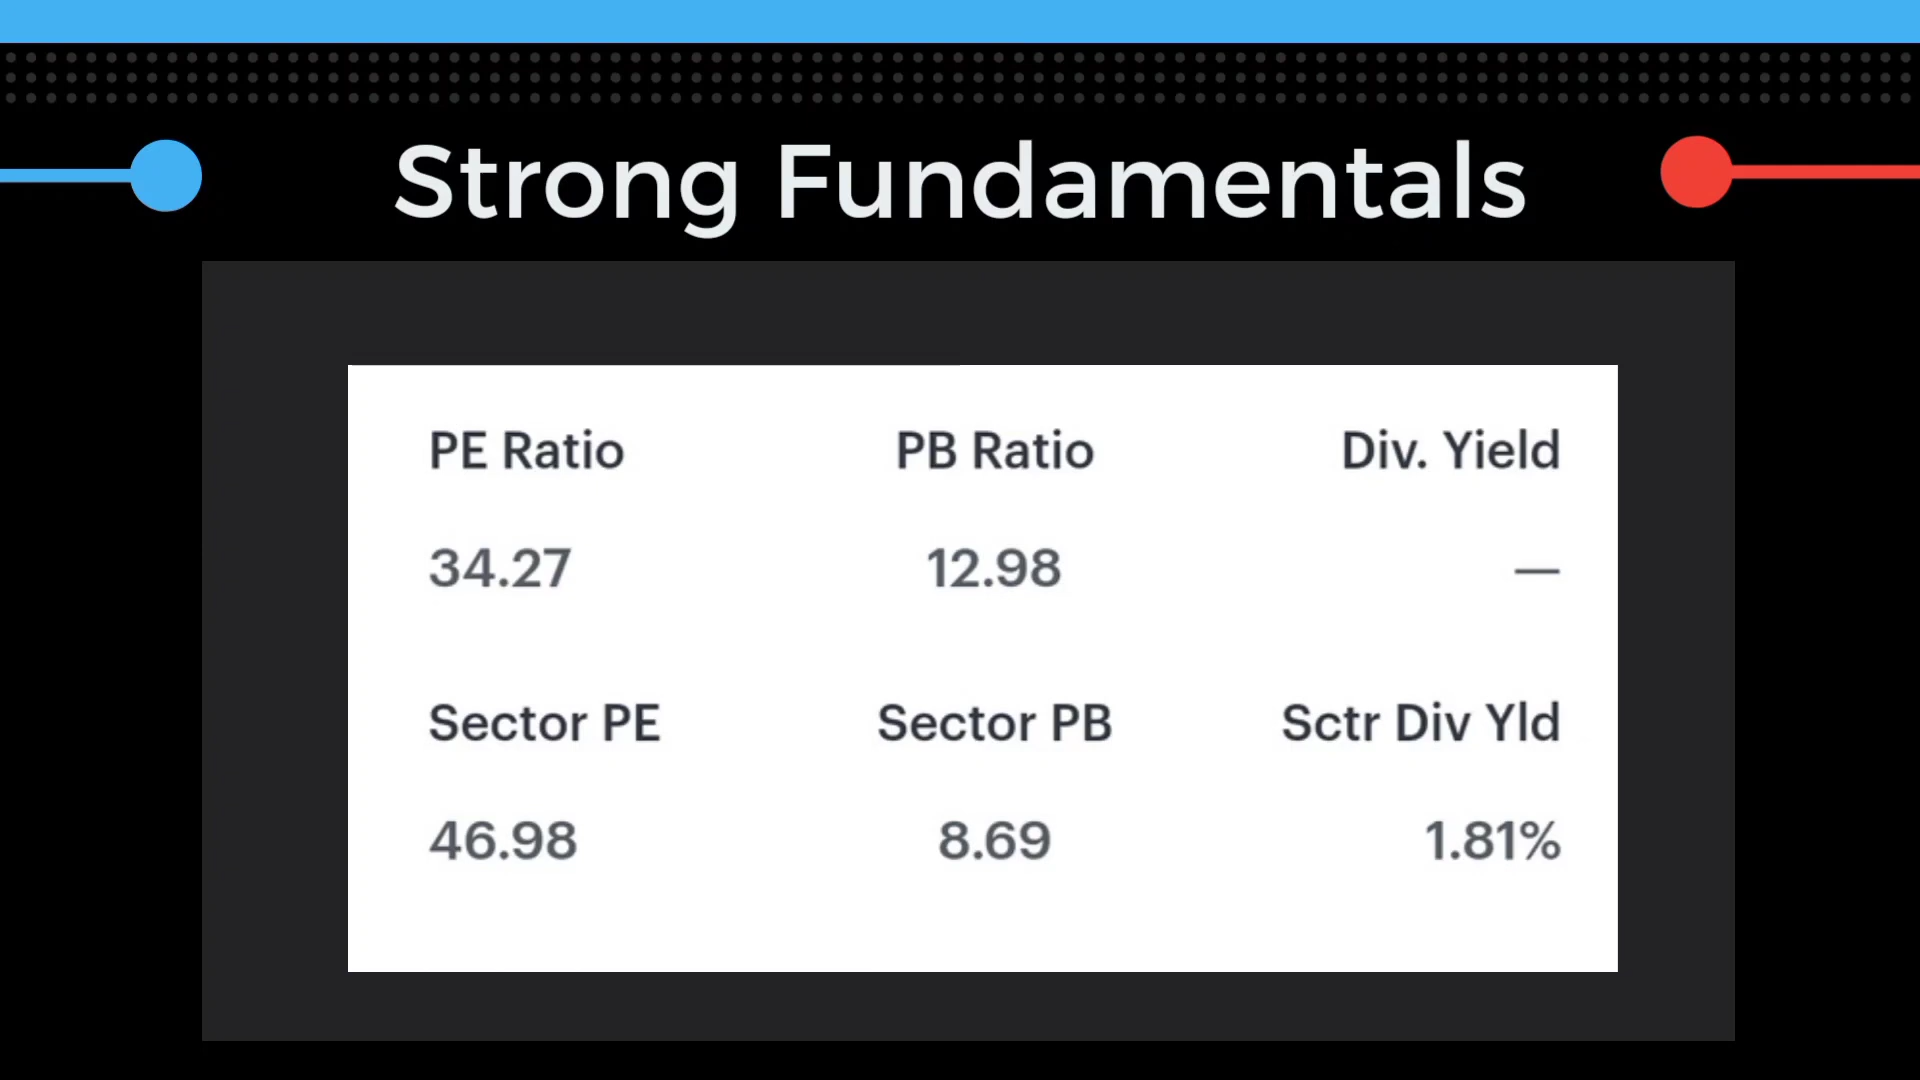 Strong Fundamentals
PE Ratio PB Ratio Div. Yield
34.27 12.98 —
Sector PE Sector PB Sctr Div Yld
46.98 8.69 1.81%